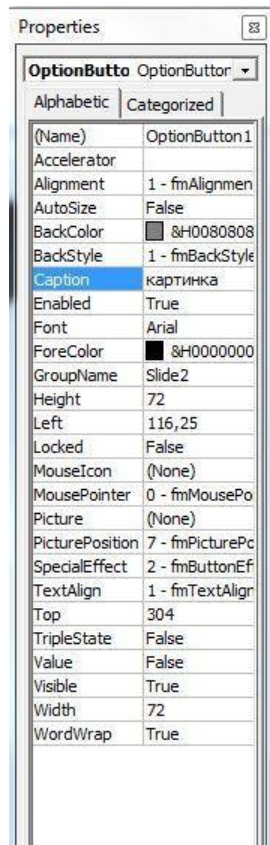 Properties
OptionButto OptionButtor
Alphabetic Categorized
(Name) OptionButton1
Accelerator
Alignment 1 - fmAlignmen
AutoSize False
BackColor &H0080808
BackStyle 1 - fmBackStyle
Caption картинка
Enabled True
Font Arial
ForeColor &H0000000
GroupName Slide2
Height 72
Left 116,25
Locked False
MouseIcon (None)
MousePointer 0 - fmMousePo
Picture (None)
PicturePosition 7 - fmPicturePo
SpecialEffect 2 - fmButtonEf
TextAlign 1 - fmTextAlign
Top 304
TripleState False
Value False
Visible True
Width 72
WordWrap True